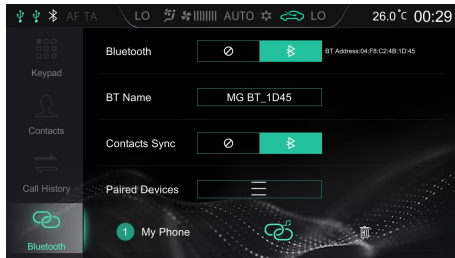 AF
TA
LO
AUTO
LO
26.0°c 00:29
Keypad
Bluetooth
BT Address:04:F8:C2:4B:1D:45
BT Name
MG BT_1D45
Contacts
Contacts Sync
Call History
Paired Devices
1 My Phone
Bluetooth